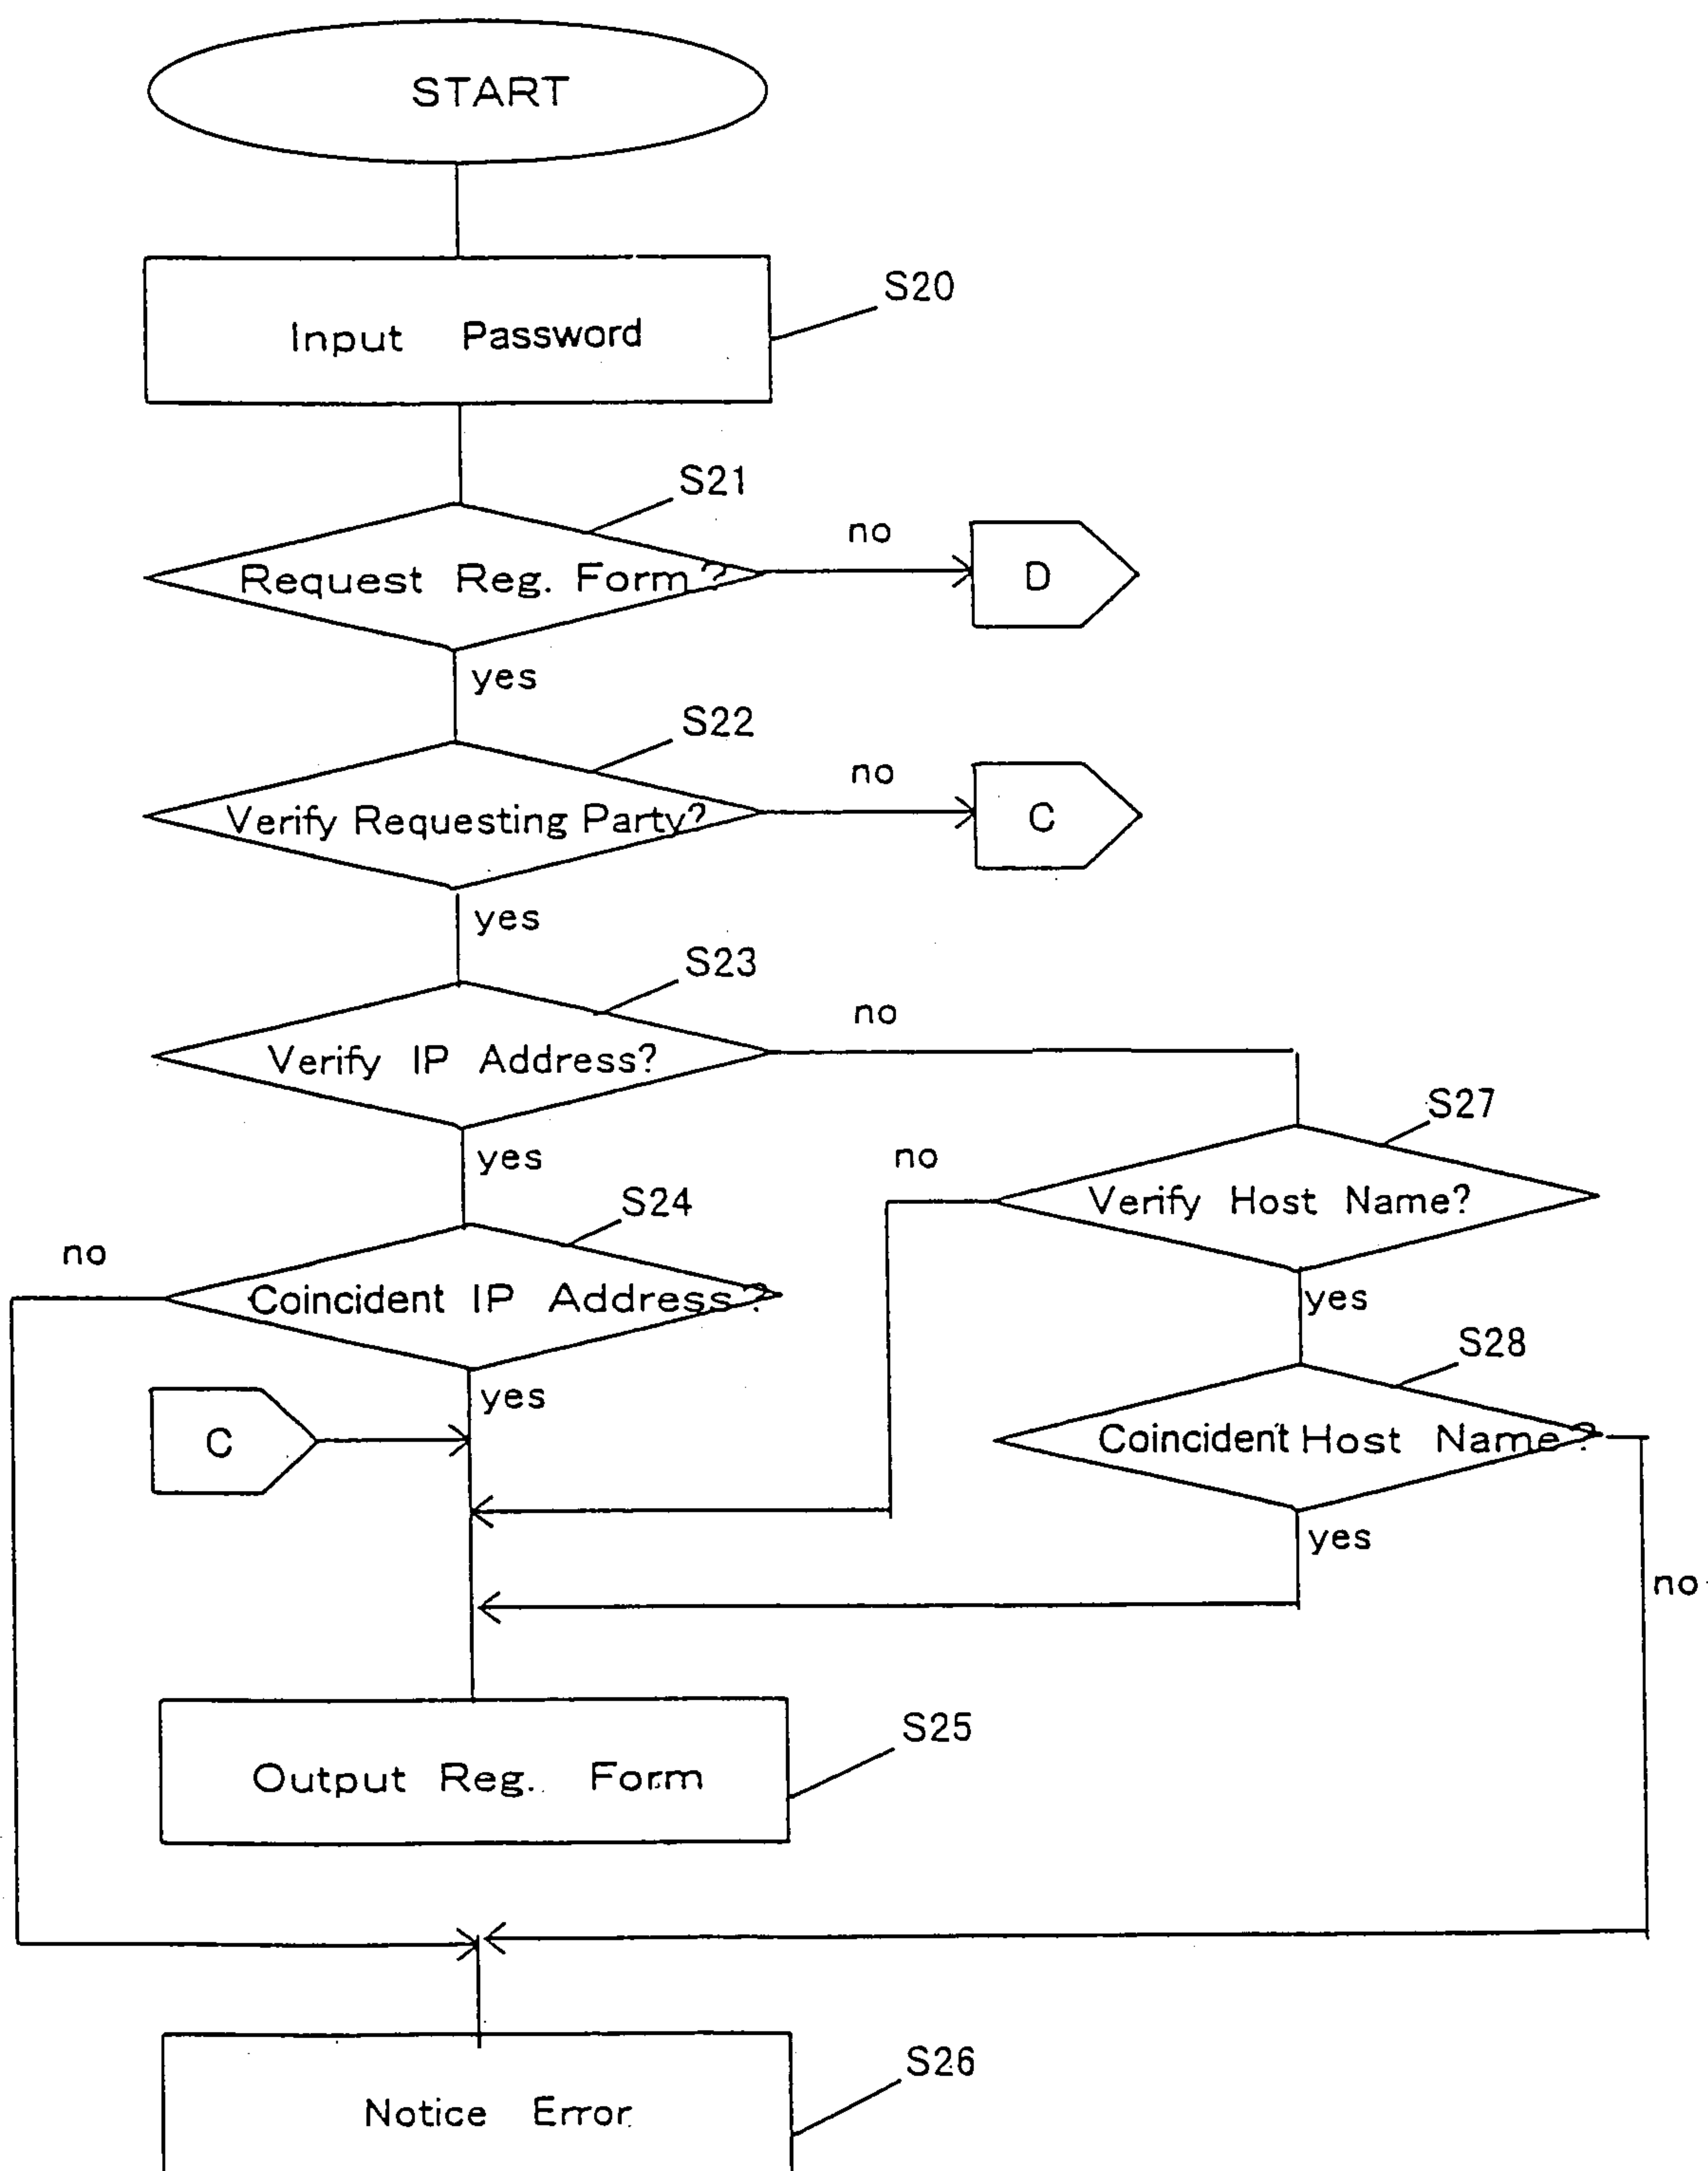 START
Input Password
S20
S21
Request Reg. Form?
no
D
yes
S22
Verify Requesting Party?
no
C
yes
S23
Verify IP Address?
no
yes
S27
Verify Host Name?
no
yes
S24
Coincident IP Address?
no
yes
S28
Coincident Host Name?
no
yes
C
Output Reg. Form
S25
Notice Error
S26